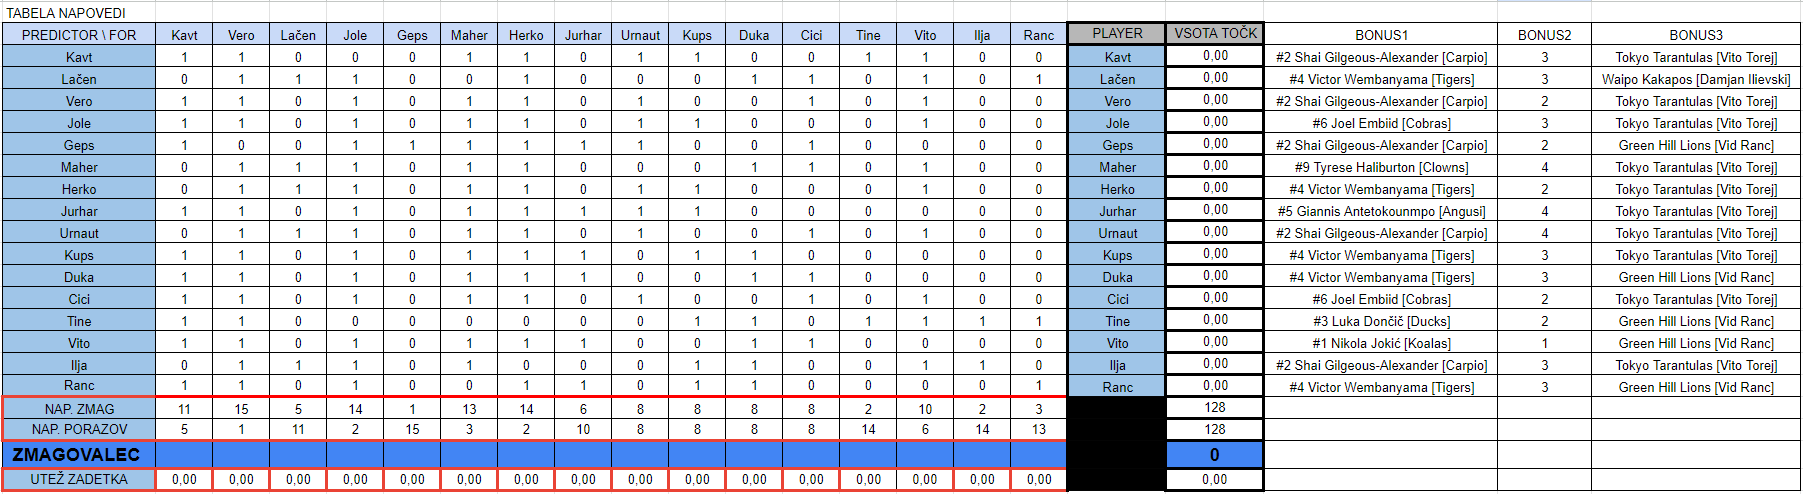 TABELA NAPOVEDI
PREDICTOR \ FOR Kavt Vero Lačen Jole Geps Maher Herko Jurhar Urnaut Kups Duka Cici Tine Vito Ilja Ranc PLAYER VSOTA TOČK BONUS1 BONUS2 BONUS3
Kavt 1 1 0 0 0 1 1 0 1 1 0 0 1 1 0 0 Kavt 0,00 #2 Shai Gilgeous-Alexander [Carpio] 3 Tokyo Tarantulas [Vito Torej]
Lačen 0 1 1 1 0 0 1 0 0 0 1 1 0 1 0 1 Lačen 0,00 #4 Victor Wembanyama [Tigers] 3 Waipo Kakapos [Damjan Ilievski]
Vero 1 1 0 1 0 1 1 0 1 0 0 1 0 1 0 0 Vero 0,00 #2 Shai Gilgeous-Alexander [Carpio] 2 Tokyo Tarantulas [Vito Torej]
Jole 1 1 0 1 0 1 1 0 1 0 0 1 0 1 0 0 Jole 0,00 #6 Joel Embiid [Cobras] 3 Tokyo Tarantulas [Vito Torej]
Geps 1 0 0 1 1 1 1 1 1 0 0 1 0 0 0 0 Geps 0,00 #2 Shai Gilgeous-Alexander [Carpio] 2 Green Hill Lions [Vid Ranc]
Maher 0 1 1 1 0 1 1 0 0 0 1 1 0 1 0 0 Maher 0,00 #9 Tyrese Haliburton [Clowns] 4 Tokyo Tarantulas [Vito Torej]
Herko 0 1 1 1 0 1 1 0 1 1 0 0 0 1 0 0 Herko 0,00 #4 Victor Wembanyama [Tigers] 2 Tokyo Tarantulas [Vito Torej]
Jurhar 1 1 0 1 0 1 1 1 1 1 0 0 0 0 0 0 Jurhar 0,00 #5 Giannis Antetokounmpo [Angusi] 4 Tokyo Tarantulas [Vito Torej]
Urnaut 0 1 1 1 0 1 1 0 1 0 1 0 0 1 0 0 Urnaut 0,00 #2 Shai Gilgeous-Alexander [Carpio] 4 Tokyo Tarantulas [Vito Torej]
Kups 1 1 0 1 0 1 1 1 0 1 1 0 0 0 0 0 Kups 0,00 #4 Victor Wembanyama [Tigers] 3 Tokyo Tarantulas [Vito Torej]
Duka 1 1 0 1 0 1 1 1 0 0 1 1 0 0 0 0 Duka 0,00 #4 Victor Wembanyama [Tigers] 3 Green Hill Lions [Vid Ranc]
Cici 1 1 0 1 0 1 1 0 0 1 0 1 0 1 0 0 Cici 0,00 #6 Joel Embiid [Cobras] 2 Tokyo Tarantulas [Vito Torej]
Tine 1 1 0 0 0 0 0 0 0 1 1 0 1 1 1 1 Tine 0,00 #3 Luka Dončič [Ducks] 2 Green Hill Lions [Vid Ranc]
Vito 1 1 0 1 0 1 1 1 0 0 1 1 0 0 0 0 Vito 0,00 #1 Nikola Jokić [Koalas] 1 Green Hill Lions [Vid Ranc]
Ilja 0 1 1 1 0 1 0 0 1 1 0 0 0 1 1 0 Ilja 0,00 #2 Shai Gilgeous-Alexander [Carpio] 3 Tokyo Tarantulas [Vito Torej]
Ranc 1 1 0 1 0 0 1 1 0 1 1 0 0 0 0 1 Ranc 0,00 #4 Victor Wembanyama [Tigers] 3 Green Hill Lions [Vid Ranc]
NAP. ZMAG 11 15 5 14 1 13 14 6 8 8 8 8 2 10 2 3 128
NAP. PORAZOV 5 1 11 2 15 3 2 10 8 8 8 8 14 6 14 13 128
ZMAGOVALEC 0
UTEŽ ZADETKA 0,00 0,00 0,00 0,00 0,00 0,00 0,00 0,00 0,00 0,00 0,00 0,00 0,00 0,00 0,00 0,00 0,00